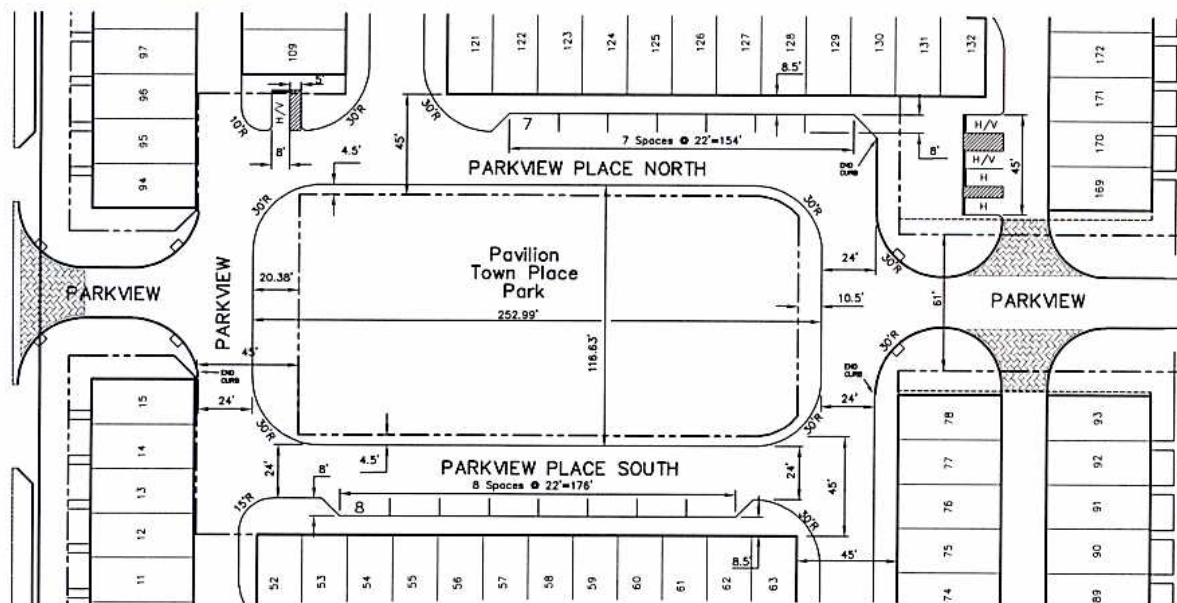 97
96
95
94
109
5'
H/V
10'R
30'R
8'
121
122
123
124
125
126
127
128
129
130
131
132
8.5'
30'R
7
7 Spaces @ 22'=154'
8'
END
CURB
45'
4.5'
PARKVIEW PLACE NORTH
H/V
H/V
H
H
45'
172
171
170
169
30'R
30'R
Pavilion
Town Place
Park
24'
30'R
61'
PARKVIEW
PARKVIEW
20.38'
252.99'
116.63'
10.5'
PARKVIEW
45'
END
CURB
24'
30'R
END
CURB
24'
30'R
30'R
4.5'
PARKVIEW PLACE SOUTH
24'
8'
8 Spaces @ 22'=176'
24'
45'
15'R
8
30'R
8.5'
45'
15
14
13
12
11
52
53
54
55
56
57
58
59
60
61
62
63
78
77
76
75
74
93
92
91
90
89